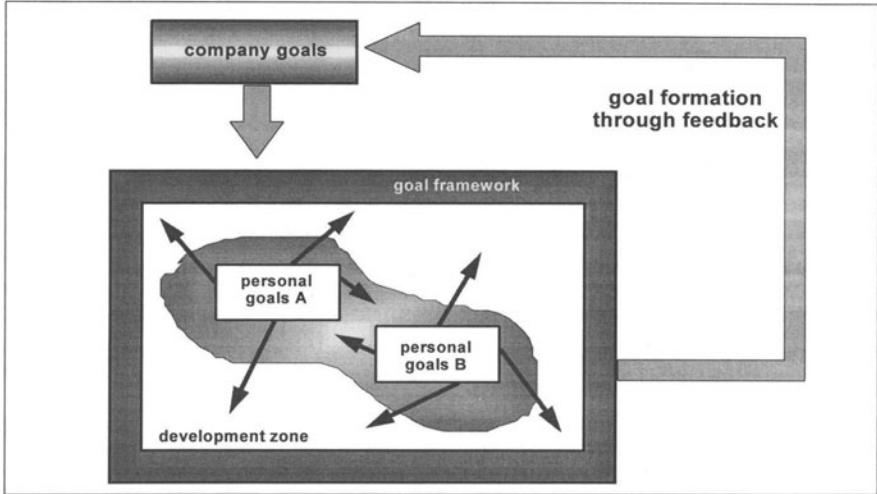 company goals
goal formation
through feedback
goal framework
personal
goals A
personal
goals B
development zone